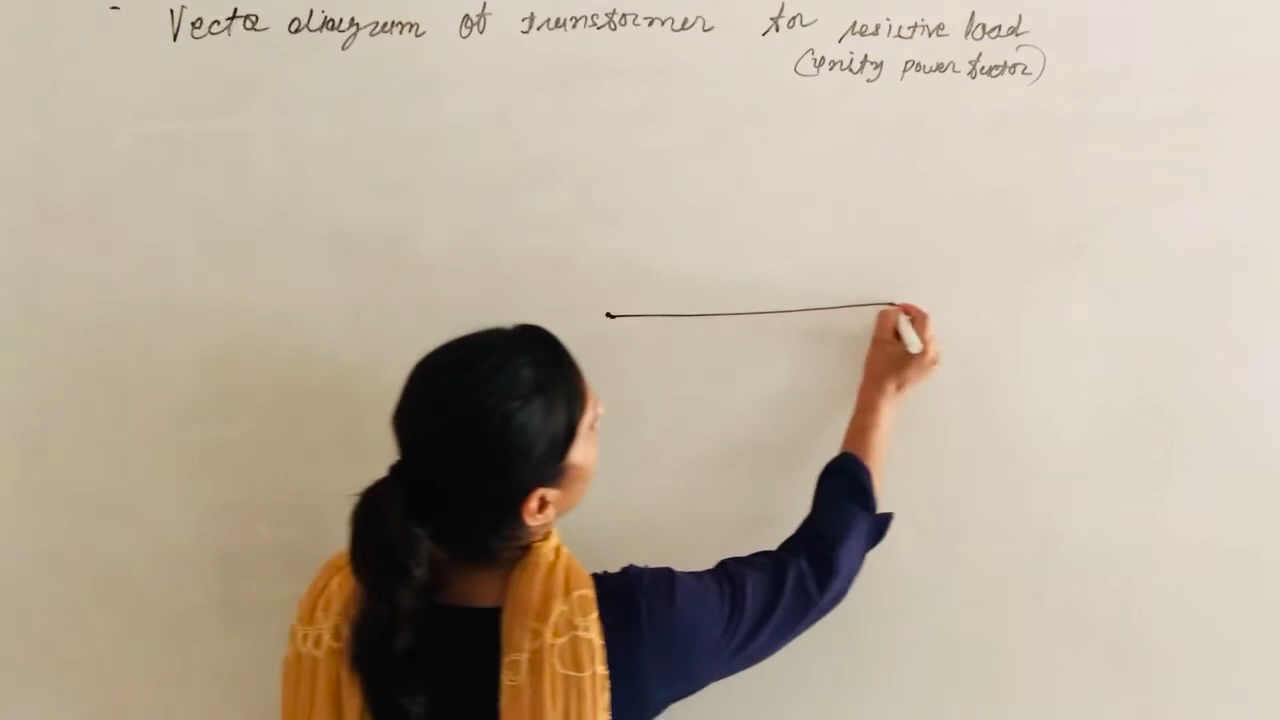 Vector diagram of transformer for resistive load
(unity power factor)